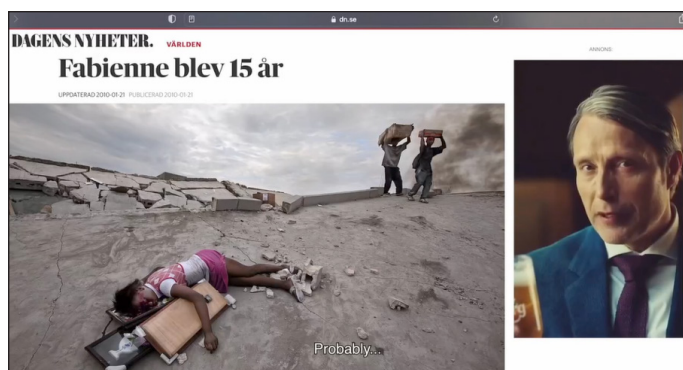 dn.se
DAGENS NYHETER.
VÄRLDEN
Fabienne blev 15 år
UPPDATERAD 2010-01-21 PUBLICERAD 2010-01-21
ANNONS
Probably...